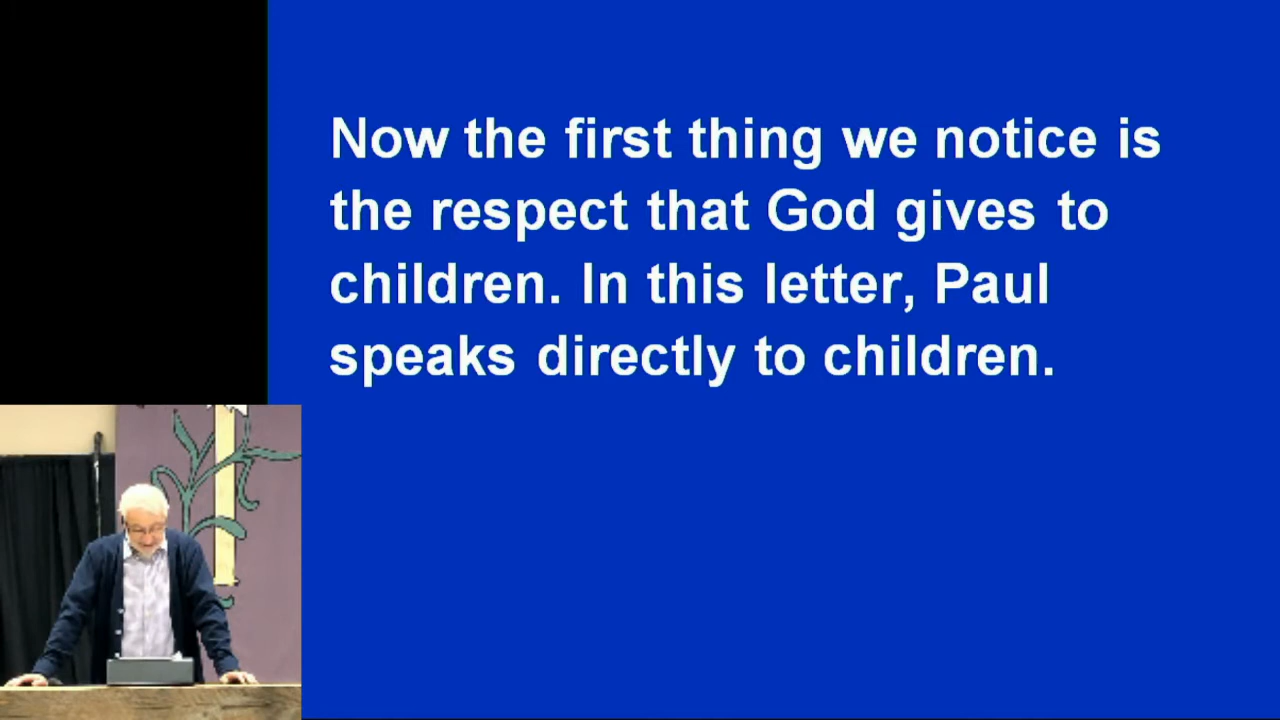 Now the first thing we notice is
the respect that God gives to
children. In this letter, Paul
speaks directly to children.